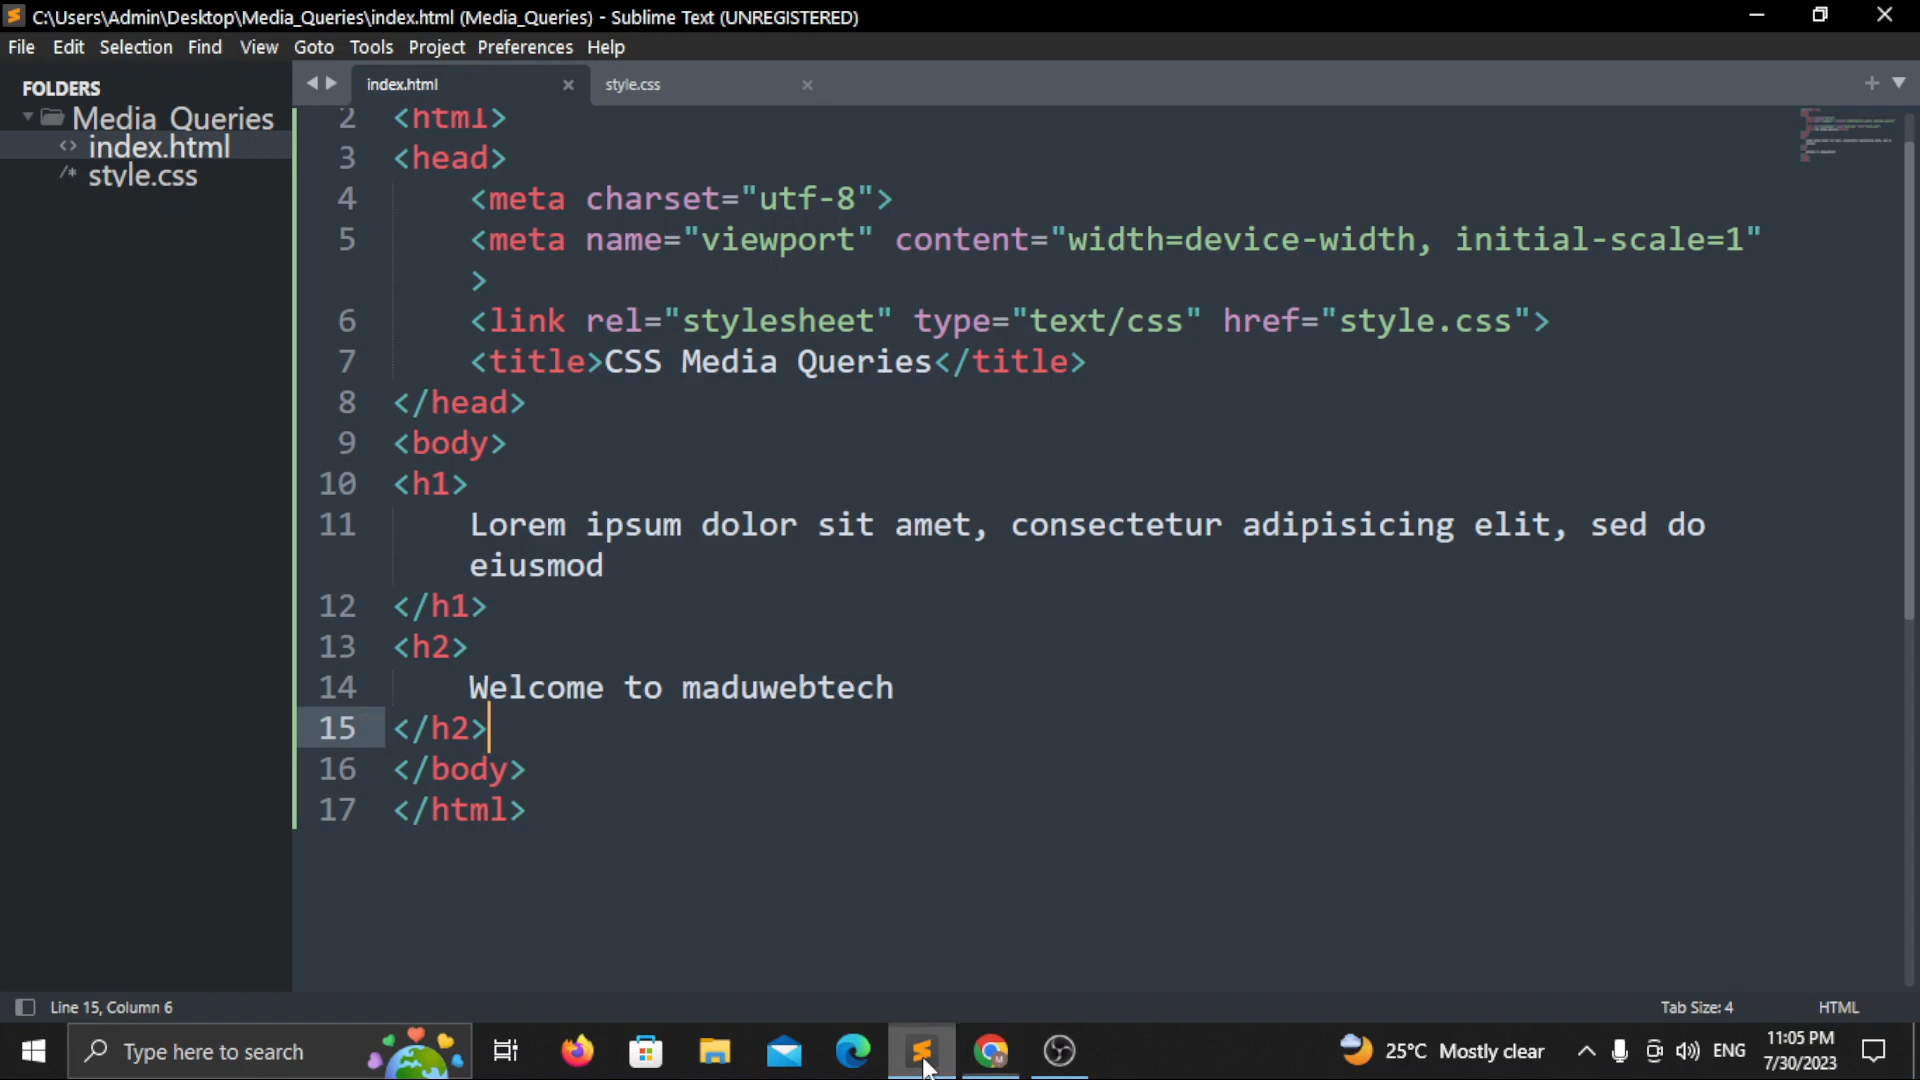 C:\Users\Admin\Desktop\Media_Queries\index.html (Media_Queries) - Sublime Text (UNREGISTERED)
File Edit Selection Find View Goto Tools Project Preferences Help
FOLDERS
Media_Queries
index.html
style.css
index.html style.css
2 <html>
3 <head>
4 <meta charset="utf-8">
5 <meta name="viewport" content="width=device-width, initial-scale=1"
>
6 <link rel="stylesheet" type="text/css" href="style.css">
7 <title>CSS Media Queries</title>
8 </head>
9 <body>
10 <h1>
11 Lorem ipsum dolor sit amet, consectetur adipisicing elit, sed do
eiusmod
12 </h1>
13 <h2>
14 Welcome to maduwebtech
15 </h2>
16 </body>
17 </html>
Line 15, Column 6 Tab Size: 4 HTML
Type here to search 25°C Mostly clear ENG 11:05 PM
7/30/2023